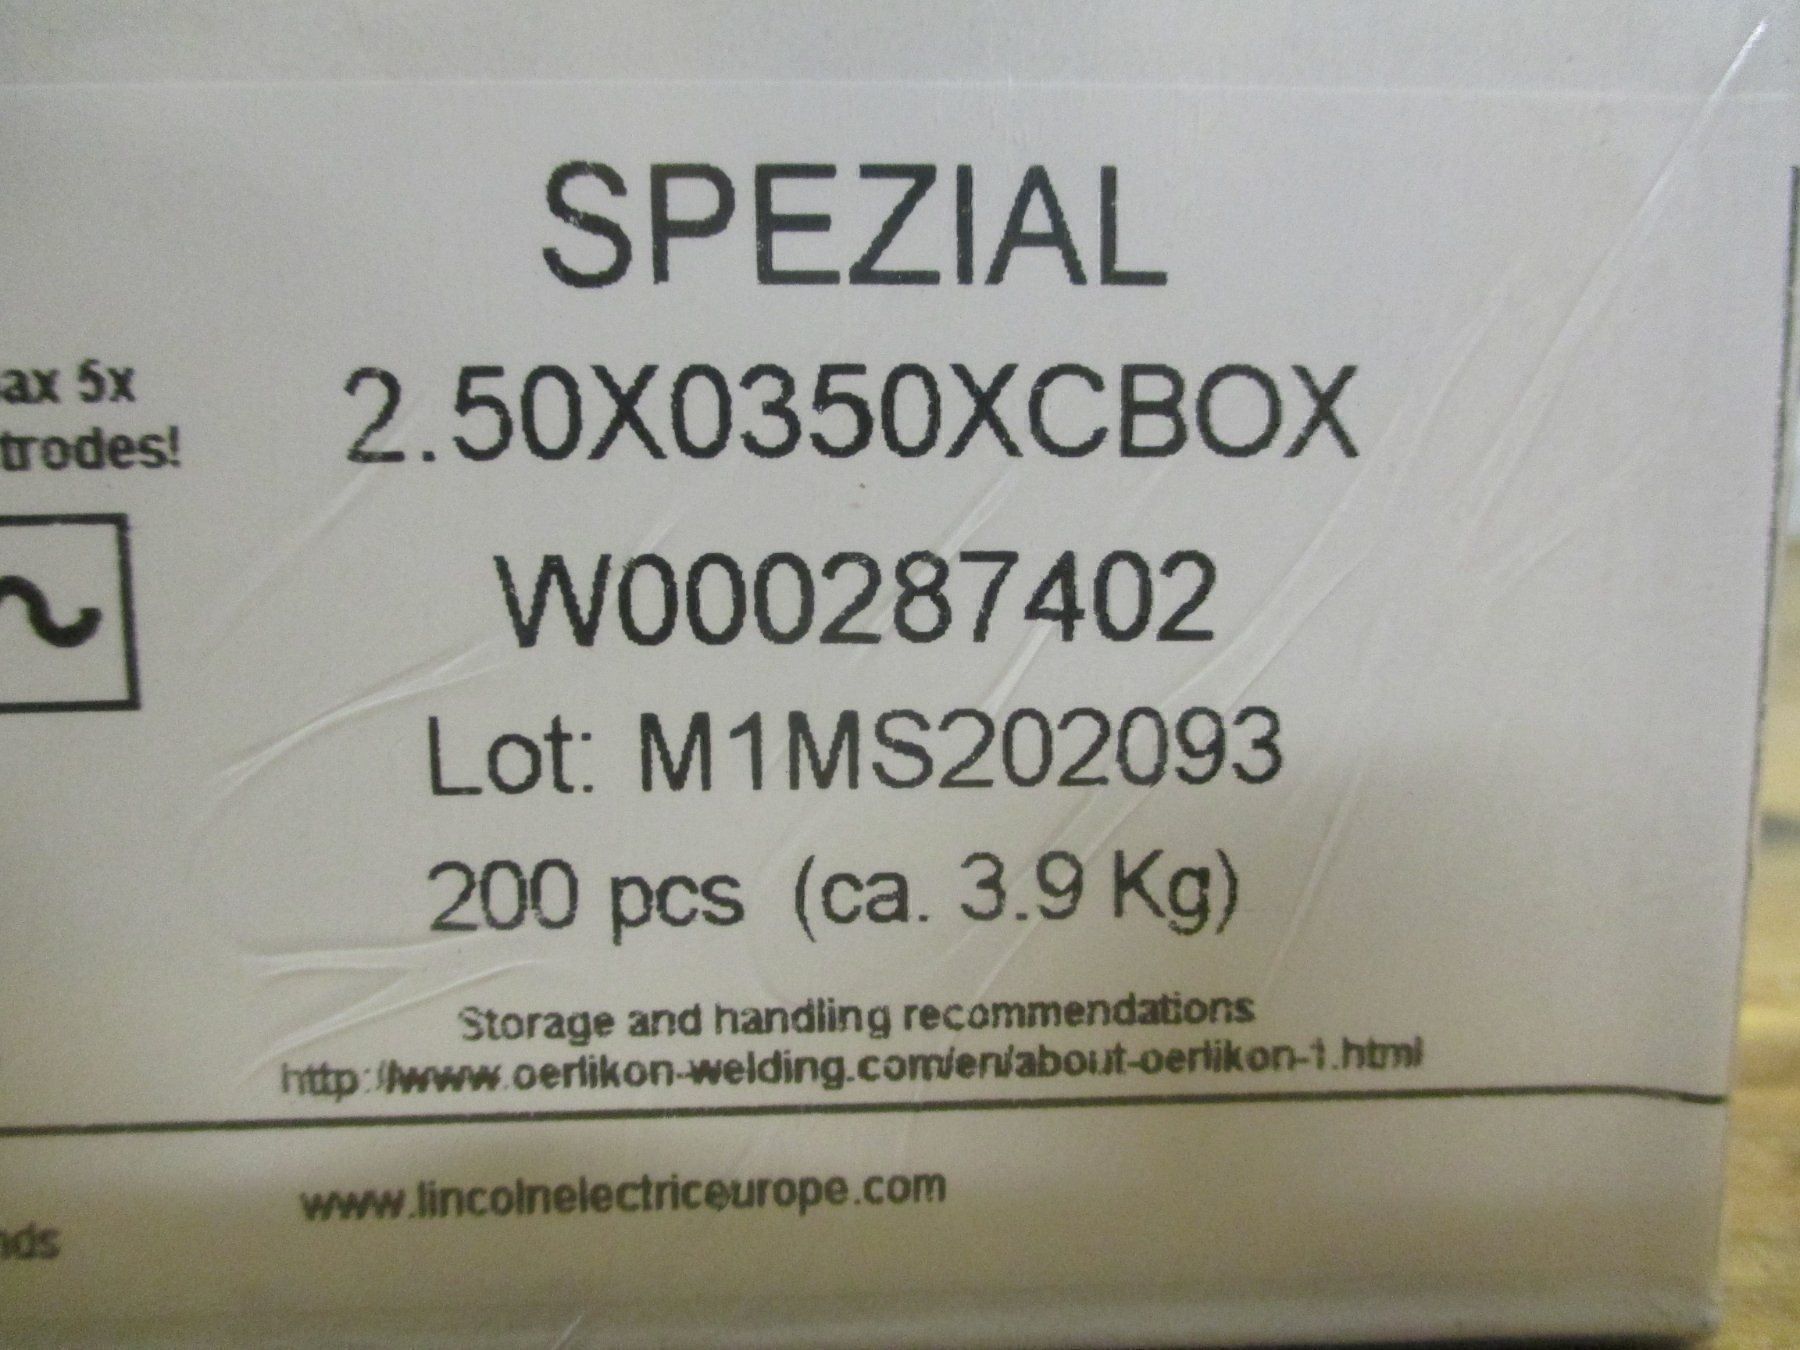 SPEZIAL
ax 5x
2.50X0350XCBOX
trodes!
W000287402
Lot: M1MS202093
200 pcs (ca. 3.9 Kg)
Storage and handling recommendations
http://www.oerlikon-welding.com/en/about-oerlikon-1.html
www.lincolnelectriceurope.com
nds